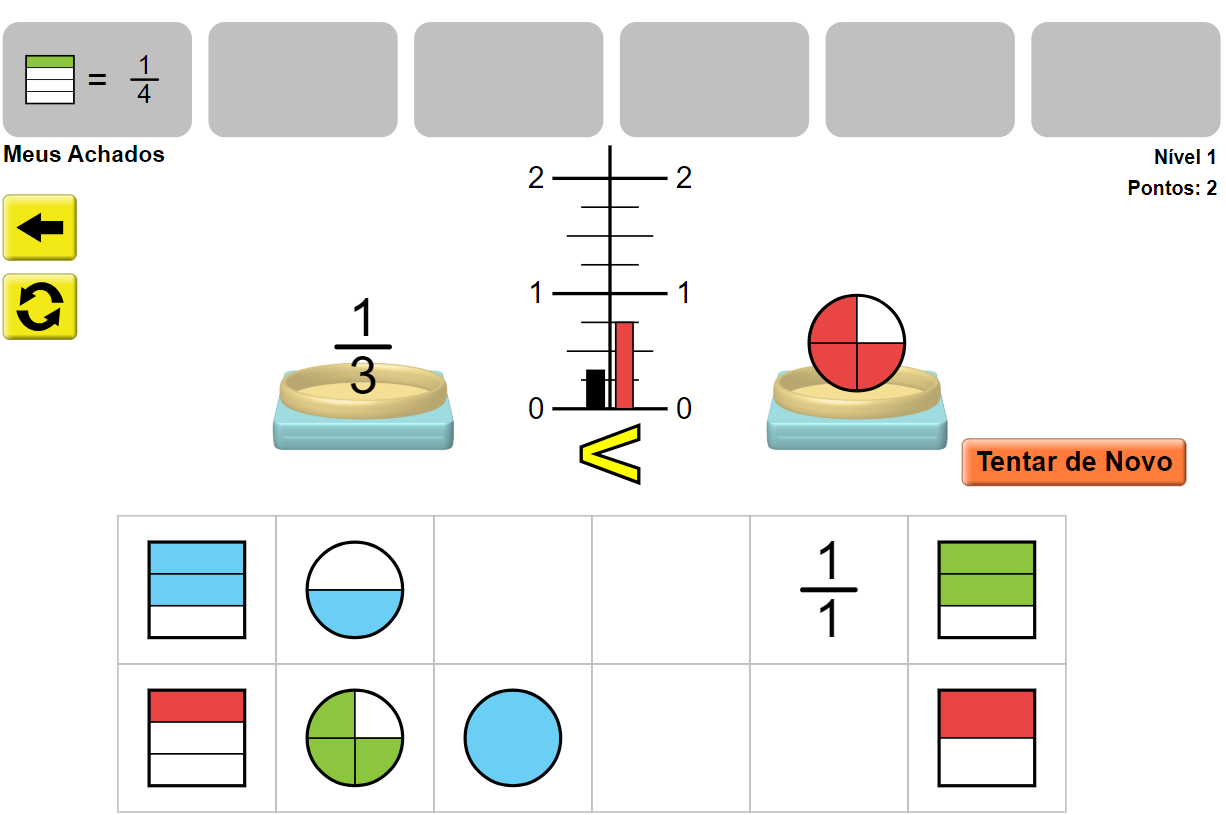 = 1/4
Meus Achados
Nível 1
Pontos: 2
2 2
1 1
0 0
1/3
<
Tentar de Novo
1/1